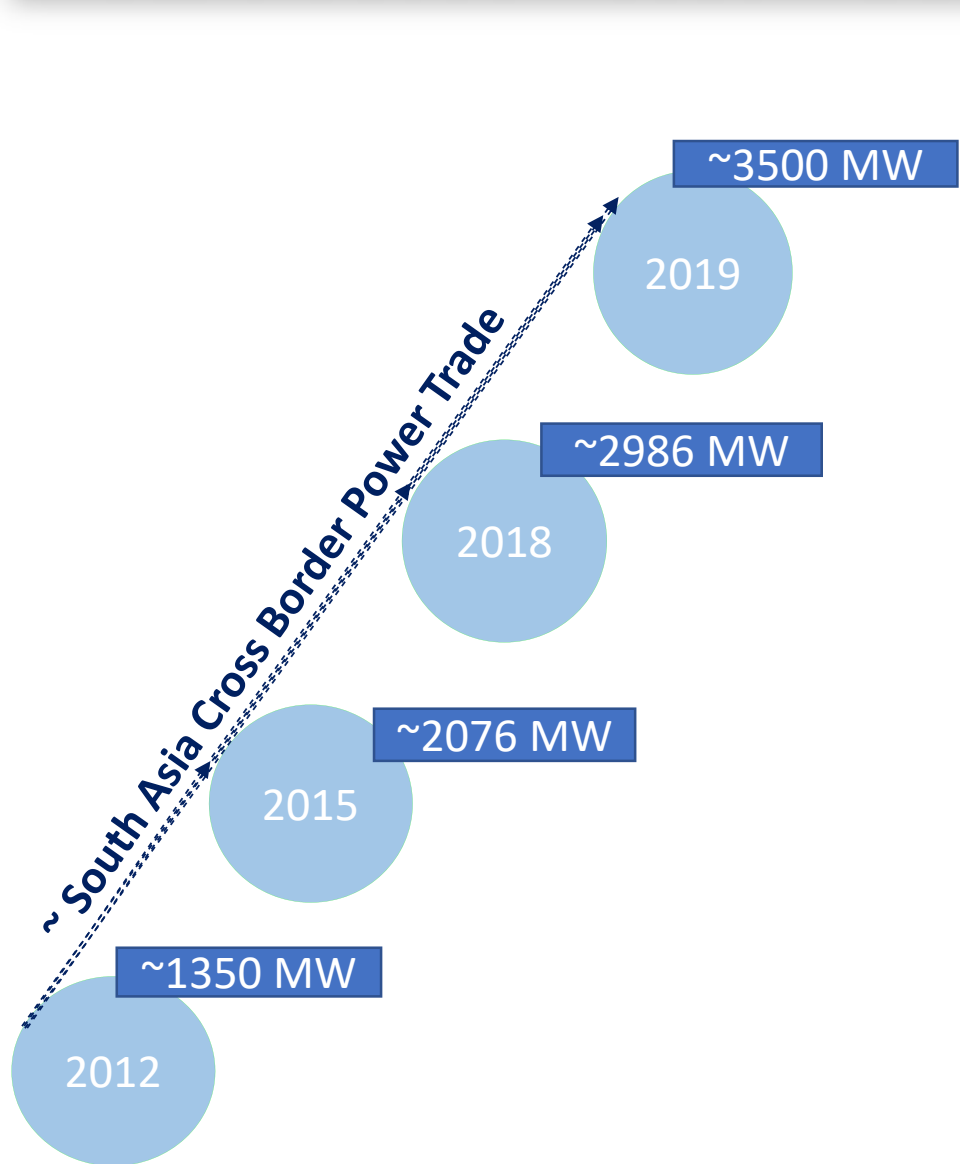 ~3500 MW
2019
~ South Asia Cross Border Power Trade
~2986 MW
2018
~2076 MW
2015
~1350 MW
2012